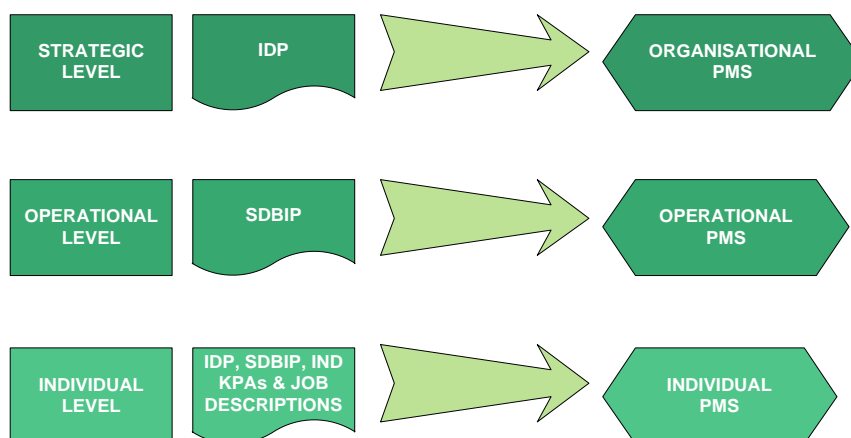 STRATEGIC
LEVEL
IDP
ORGANISATIONAL
PMS
OPERATIONAL
LEVEL
SDBIP
OPERATIONAL
PMS
INDIVIDUAL
LEVEL
IDP, SDBIP, IND
KPAs & JOB
DESCRIPTIONS
INDIVIDUAL
PMS